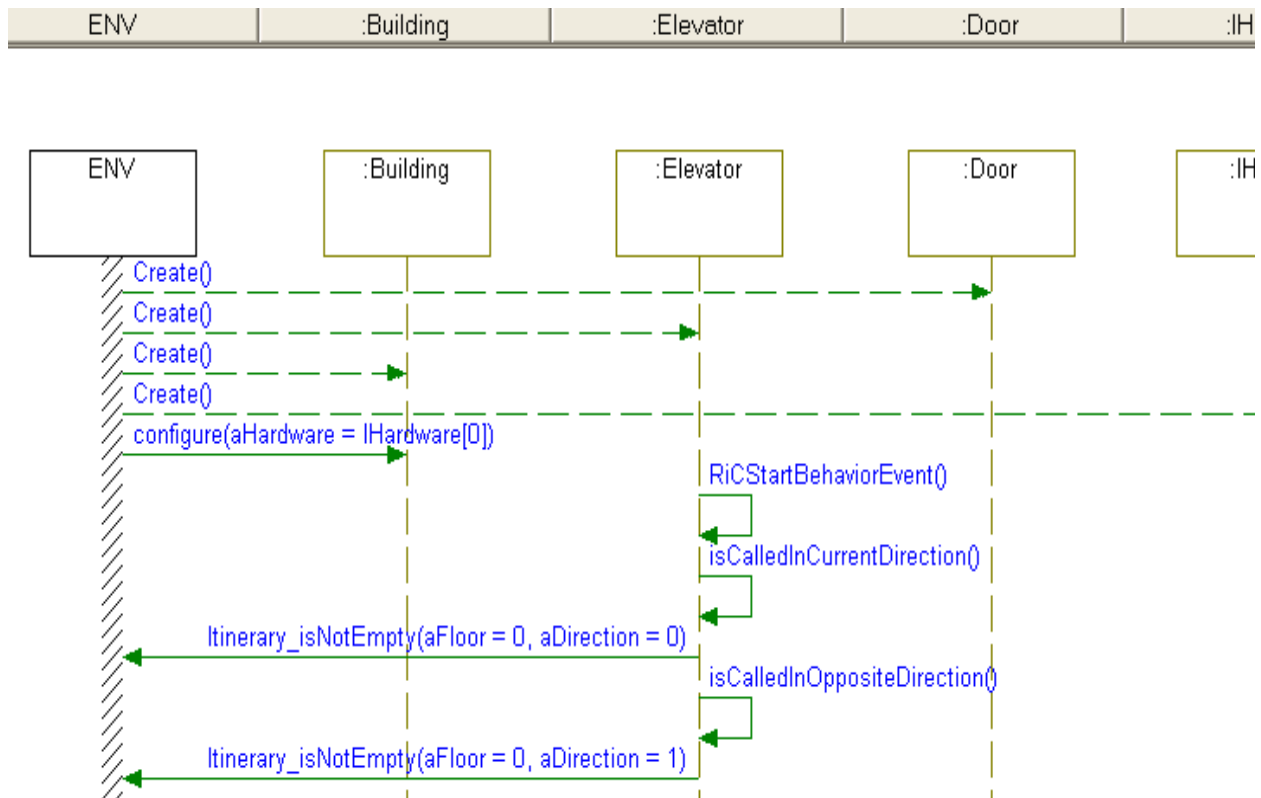 ENV :Building :Elevator :Door :IH
ENV :Building :Elevator :Door :IH
Create()
Create()
Create()
Create()
configure(aHardware = IHardware[0])
RiCStartBehaviorEvent()
isCalledInCurrentDirection()
Itinerary_isNotEmpty(aFloor = 0, aDirection = 0)
isCalledInOppositeDirection()
Itinerary_isNotEmpty(aFloor = 0, aDirection = 1)